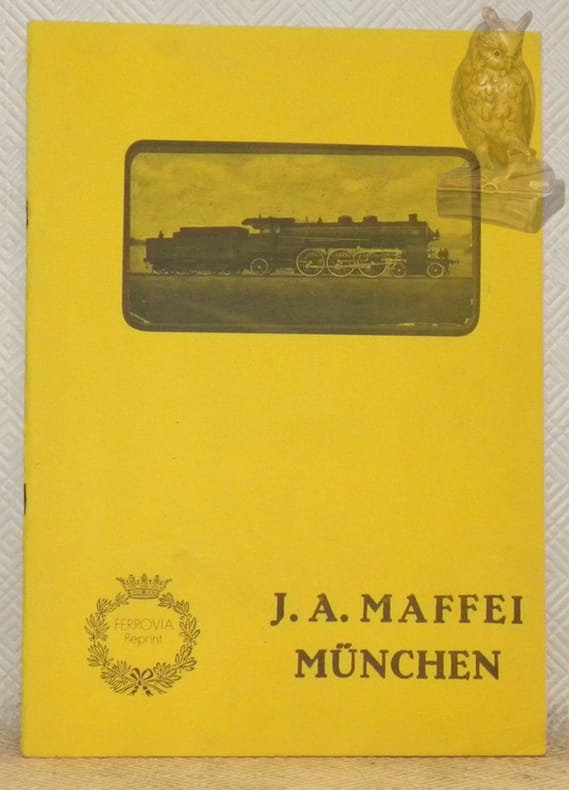 FERROVIA
Reprint
J. A. MAFFEI
MÜNCHEN